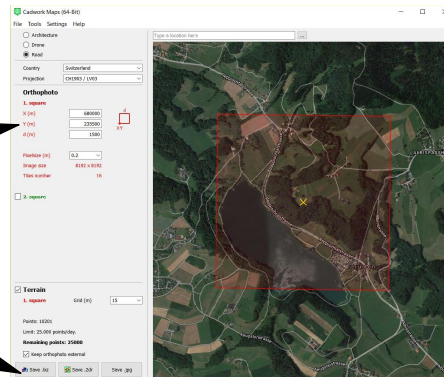 Cadwork Maps (64-Bit)
File Tools Settings Help
Architecture
Drone
Road
Type a location here ...
Country Switzerland
Projection CH1903 / LV03
Orthophoto
1. square
X (m) 680000
Y (m) 235500
d (m) 1500
d
X/Y
Pixelsize (m) 0.2
Image size 8192 x 8192
Tiles number 16
2. square
Terrain
1. square Grid (m) 15
Points: 10201
Limit: 25.000 points/day.
Remaining points: 25000
Keep orthophoto external
Save .lxz Save .2dr Save .jpg